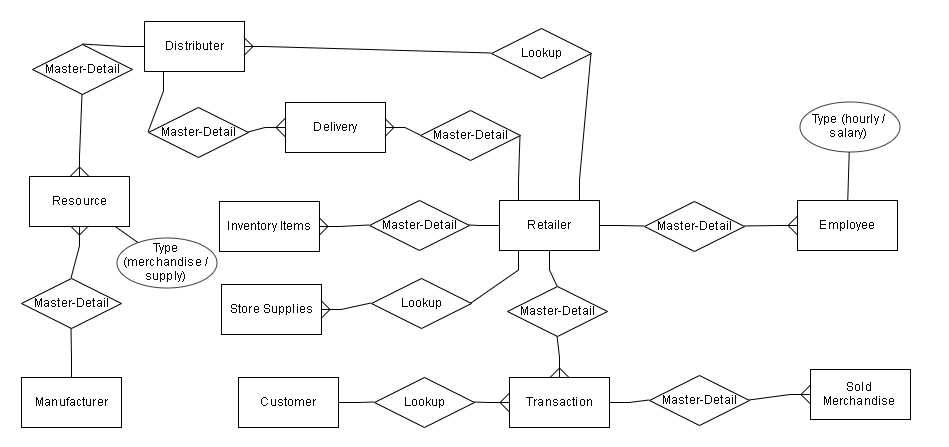 Distributer
Lookup
Master-Detail
Type (hourly /
salary)
Delivery
Master-Detail
Master-Detail
Resource
Inventory Items
Master-Detail
Retailer
Master-Detail
Employee
Type
(merchandise /
supply)
Master-Detail
Store Supplies
Lookup
Master-Detail
Manufacturer
Customer
Lookup
Transaction
Master-Detail
Sold
Merchandise